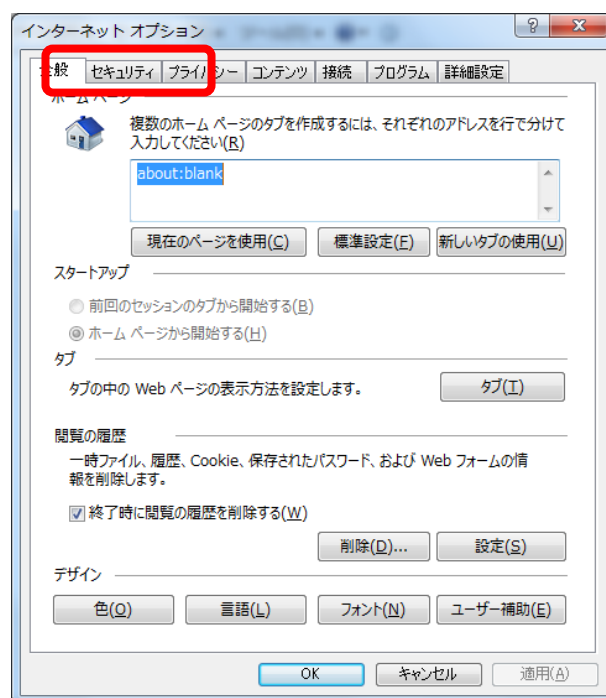 インターネット オプション
全般 セキュリティ プライバシー コンテンツ 接続 プログラム 詳細設定
ホーム ページ
複数のホーム ページのタブを作成するには、それぞれのアドレスを行で分けて
入力してください(R)
about:blank
現在のページを使用(C) 標準設定(F) 新しいタブの使用(U)
スタートアップ
前回のセッションのタブから開始する(B)
ホーム ページから開始する(H)
タブ
タブの中の Web ページの表示方法を設定します。 タブ(T)
閲覧の履歴
一時ファイル、履歴、Cookie、保存されたパスワード、および Web フォームの情
報を削除します。
終了時に閲覧の履歴を削除する(W)
削除(D)... 設定(S)
デザイン
色(O) 言語(L) フォント(N) ユーザー補助(E)
OK キャンセル 適用(A)